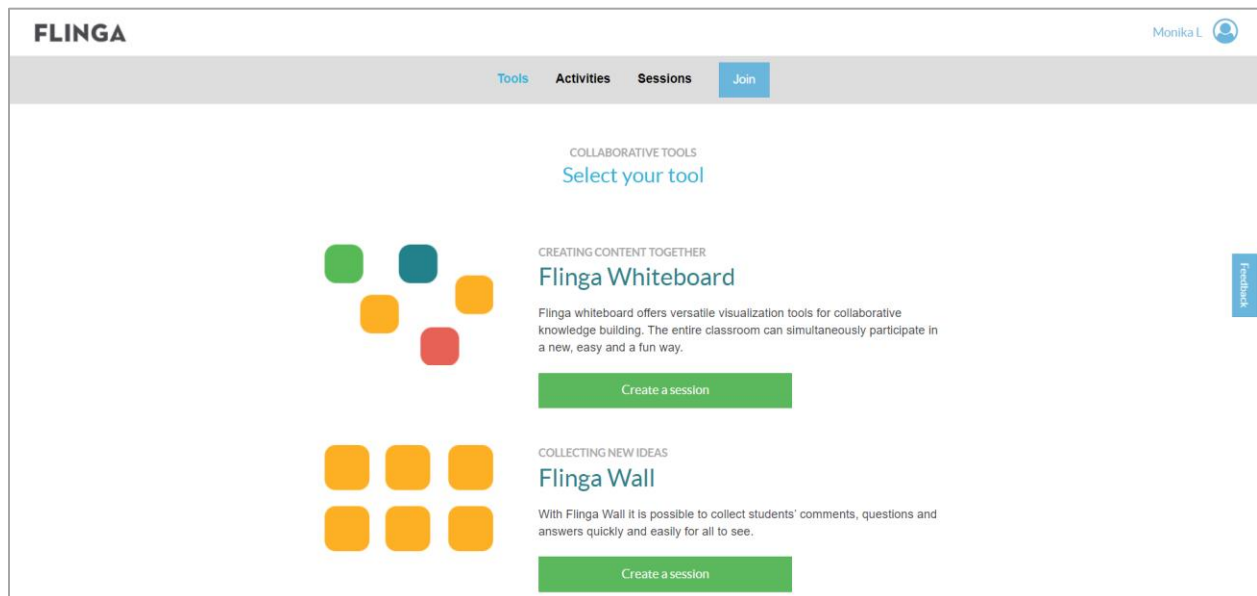 FLINGA
Monika L
Tools Activities Sessions Join
COLLABORATIVE TOOLS
Select your tool
CREATING CONTENT TOGETHER
Flinga Whiteboard
Flinga whiteboard offers versatile visualization tools for collaborative
knowledge building. The entire classroom can simultaneously participate in
a new, easy and a fun way.
Create a session
Feedback
COLLECTING NEW IDEAS
Flinga Wall
With Flinga Wall it is possible to collect students' comments, questions and
answers quickly and easily for all to see.
Create a session